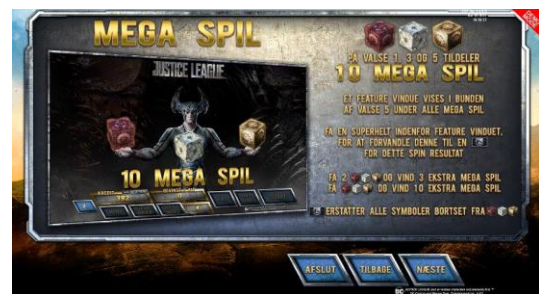 MEGA SPIL
JUSTICE LEAGUE
10 MEGA SPIL
PÅ VALSE 1, 3 OG 5 TILDELER
10 MEGA SPIL
ET FEATURE VINDUE VISES I BUNDEN
AF VALSE 5 UNDER ALLE MEGA SPIL
FÅ EN SUPERHELT INDENFOR FEATURE VINDUET,
FOR AT FORVANDLE DENNE TIL EN
FOR DETTE SPIN RESULTAT
FÅ 2 OG VIND 3 EKSTRA MEGA SPIL
FÅ OG VIND 10 EKSTRA MEGA SPIL
ERSTATTER ALLE SYMBOLER BORTSET FRA
AFSLUT
TILBAGE
NÆSTE